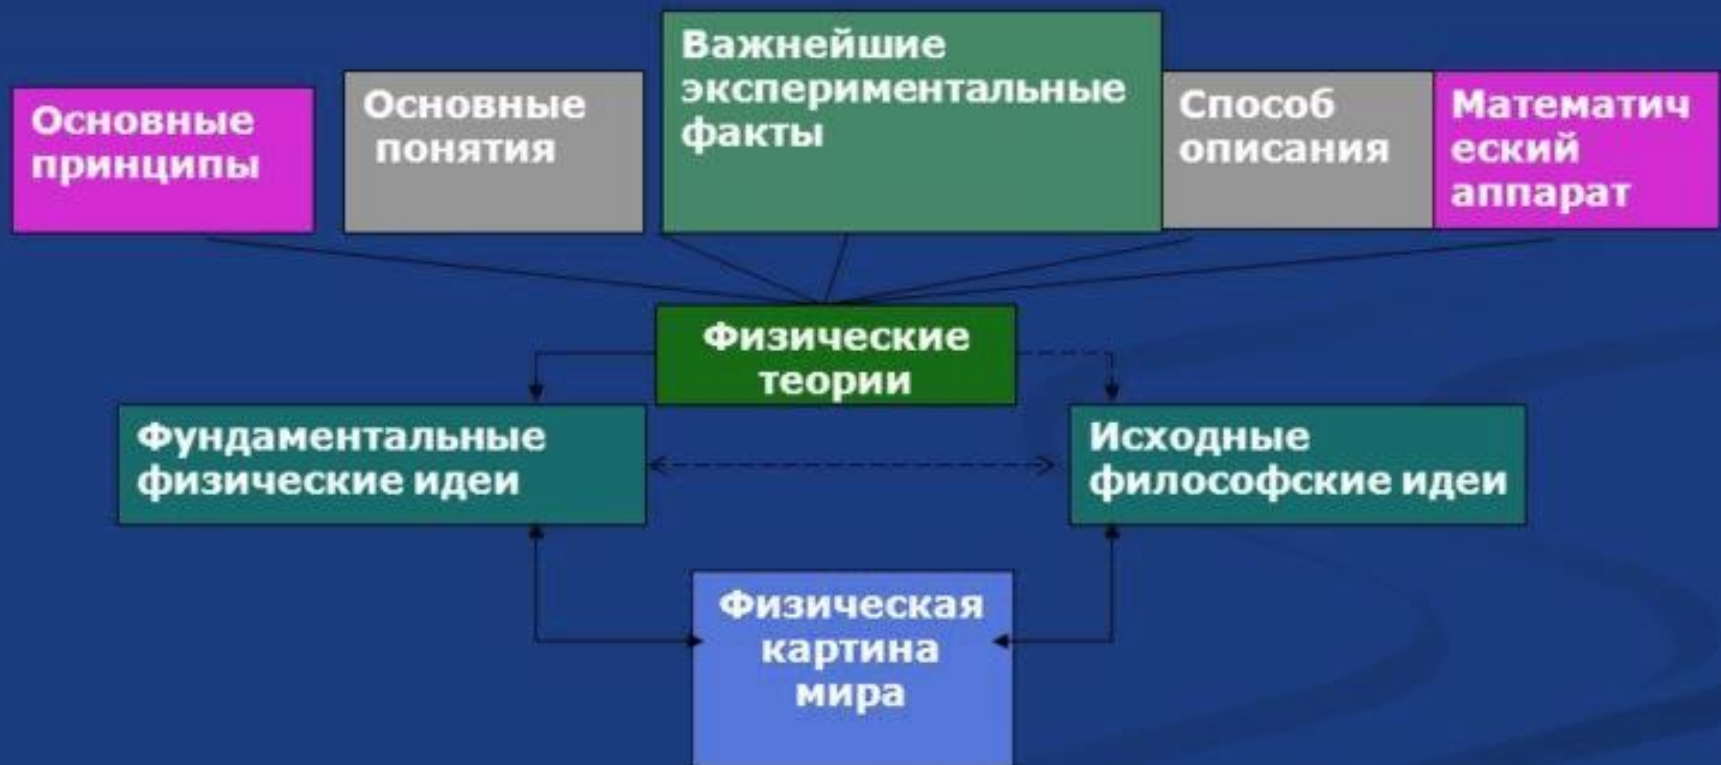 Основные
принципы
Основные
понятия
Важнейшие
экспериментальные
факты
Способ
описания
Математич
еский
аппарат
Физические
теории
Фундаментальные
физические идеи
Исходные
философские идеи
Физическая
картина
мира